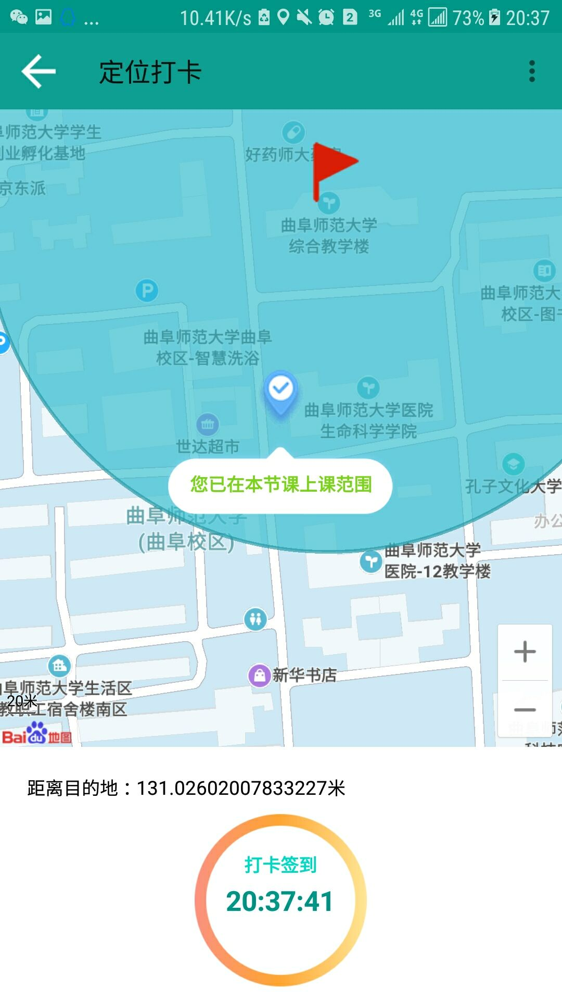 10.41K/s 2 3G 4G 73% 20:37
定位打卡
师范大学学生
业孵化基地
好药师大
京东派
曲阜师范大学
综合教学楼
P
曲阜师范大
校区-图
曲阜师范大学曲阜
校区-智慧洗浴
曲阜师范大学医院
生命科学学院
世达超市
您已在本节课上课范围
孔子文化大学
办公
曲阜师范大学
(曲阜校区)
曲阜师范大学
医院-12教学楼
新华书店
阜师范大学生活区
教职工宿舍楼南区
20米
Bai du 地图
距离目的地：131.02602007833227米
打卡签到
20:37:41